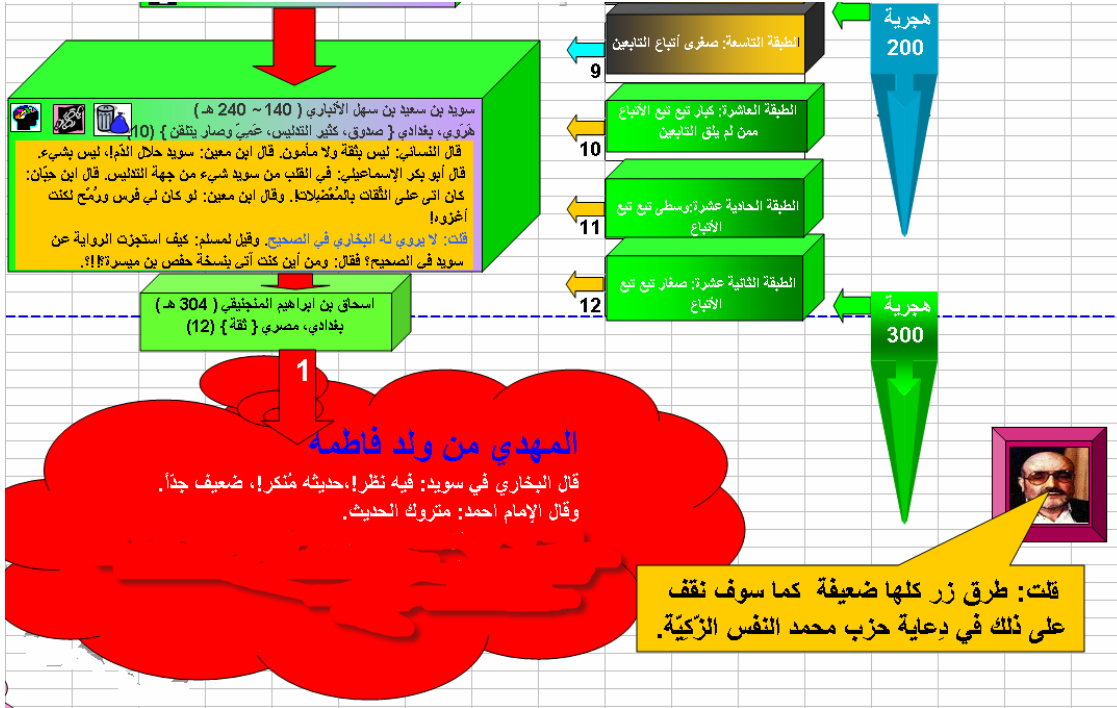 هجرية
200
الطبقة التاسعة: صغرى أتباع التابعين
9
سويد بن سعيد بن سهل الأنباري ( 140 ~ 240 هـ )
هَرَوي، بغدادي { صدوق، كثير التدليس، عَمِيَ وصار يتلقن } (10)
قال النسائي: ليس بثقة ولا مأمون. قال ابن معين: سويد حلال الدّم!، ليس بشيء.
قال أبو بكر الإسماعيلي: في القلب من سويد شيء من جهة التدليس. قال ابن حِبّان:
كان اتى على الثِّقات بالمُعْضِلات!. وقال ابن معين: لو كان لي فرس ورُمْح لكنت
أغزوه!
قلت: لا يروي له البخاري في الصحيح. وقيل لمسلم: كيف استجزت الرواية عن
سويد في الصحيح؟ فقال: ومن أين كنت آتي بنسخة حفص بن ميسرة؟!!؟.
الطبقة العاشرة: كبار تبع تبع الأتباع
ممن لم يلق التابعين
10
الطبقة الحادية عشرة:وسطى تبع تبع
الأتباع
11
الطبقة الثانية عشرة: صغار تبع تبع
الأتباع
12
هجرية
300
اسحاق بن ابراهيم المنجنيقي ( 304 هـ )
بغدادي، مصري { ثقة } (12)
1
المهدي من ولد فاطمة
قال البخاري في سويد: فيه نظر!،حديثه مُنكر!، ضعيف جدّاً.
وقال الإمام احمد: متروك الحديث.
قلت: طرق زر كلها ضعيفة كما سوف نقف
على ذلك في دِعاية حزب محمد النفس الزّكيّة.